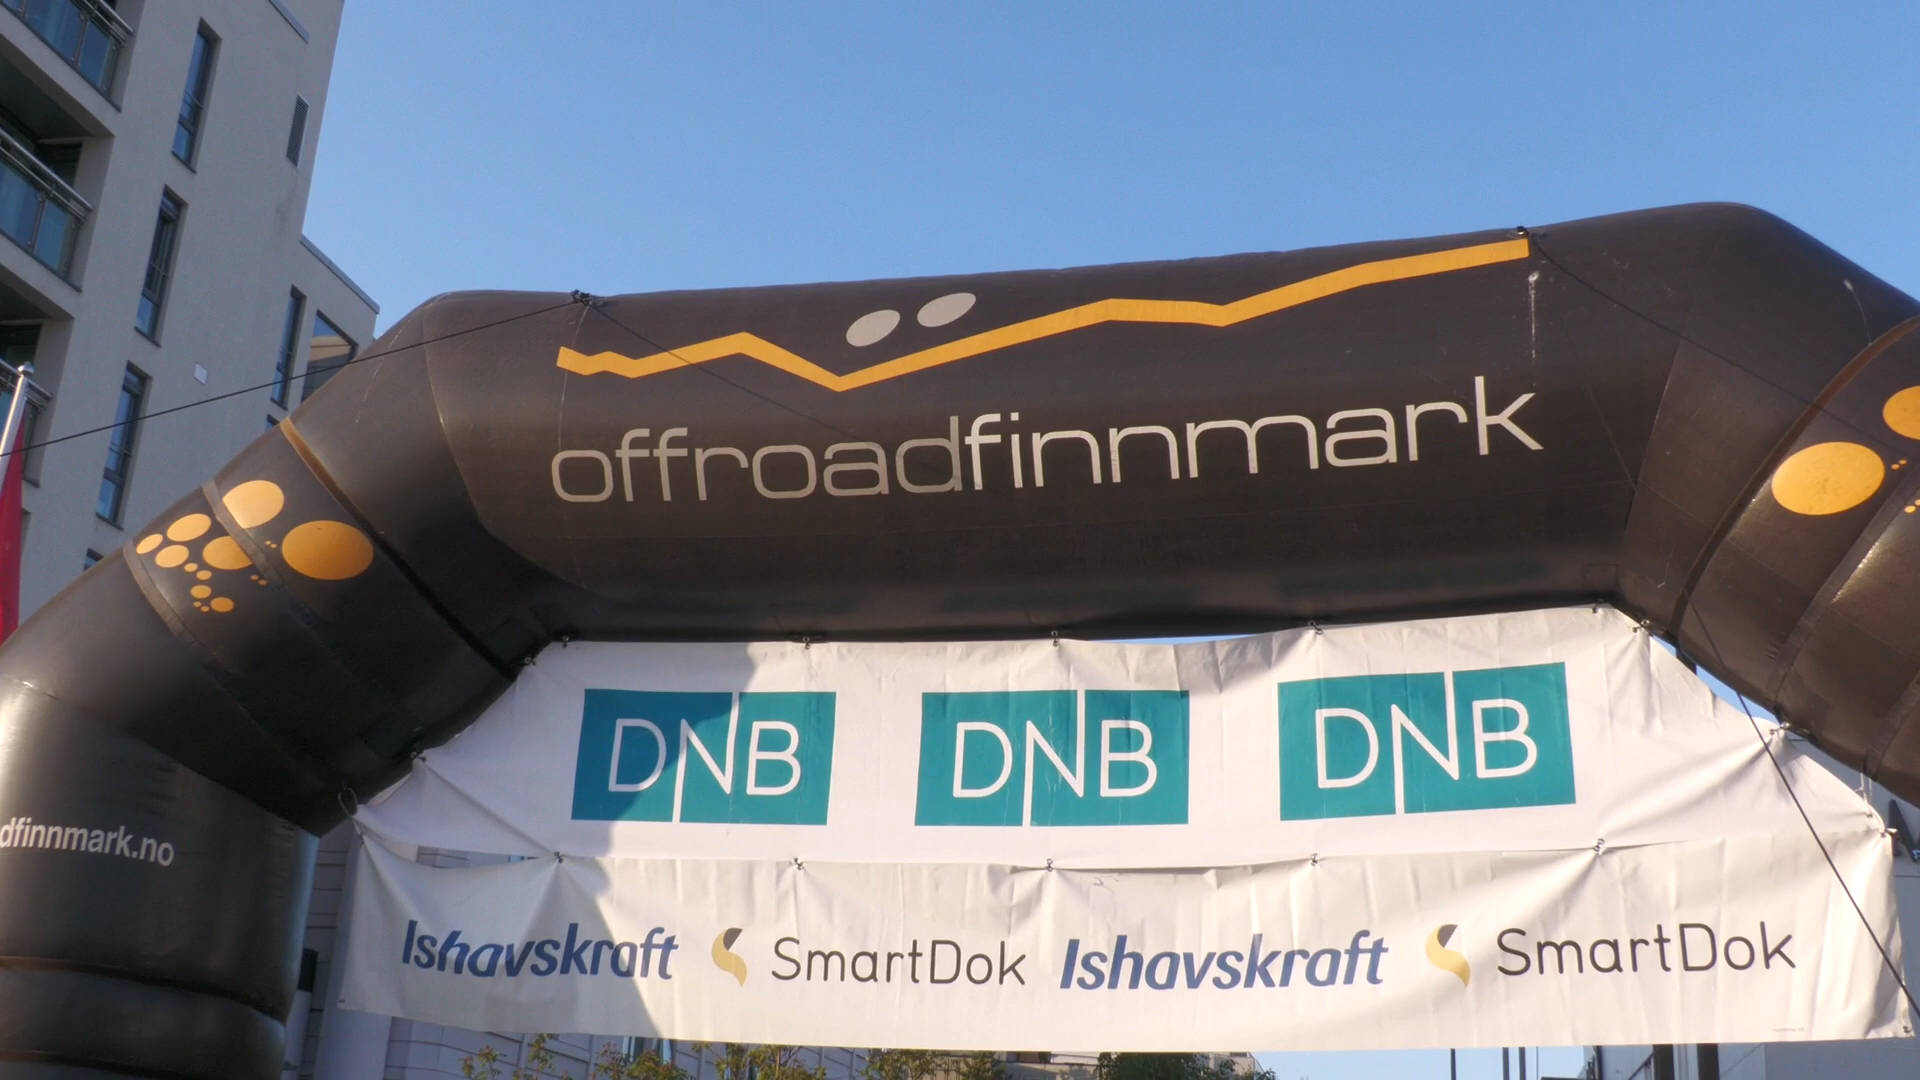 offroadfinnmark
DNB DNB DNB
dfinnmark.no
Ishavskraft SmartDok Ishavskraft SmartDok